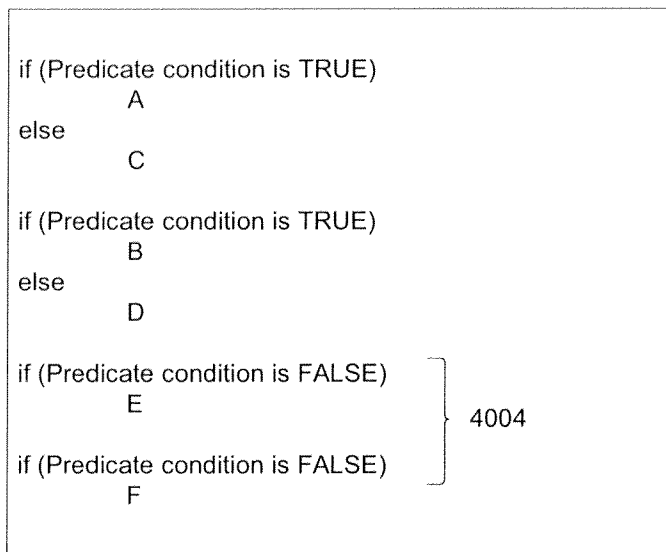 if (Predicate condition is TRUE)
A
else
C
if (Predicate condition is TRUE)
B
else
D
if (Predicate condition is FALSE)
E
4004
if (Predicate condition is FALSE)
F